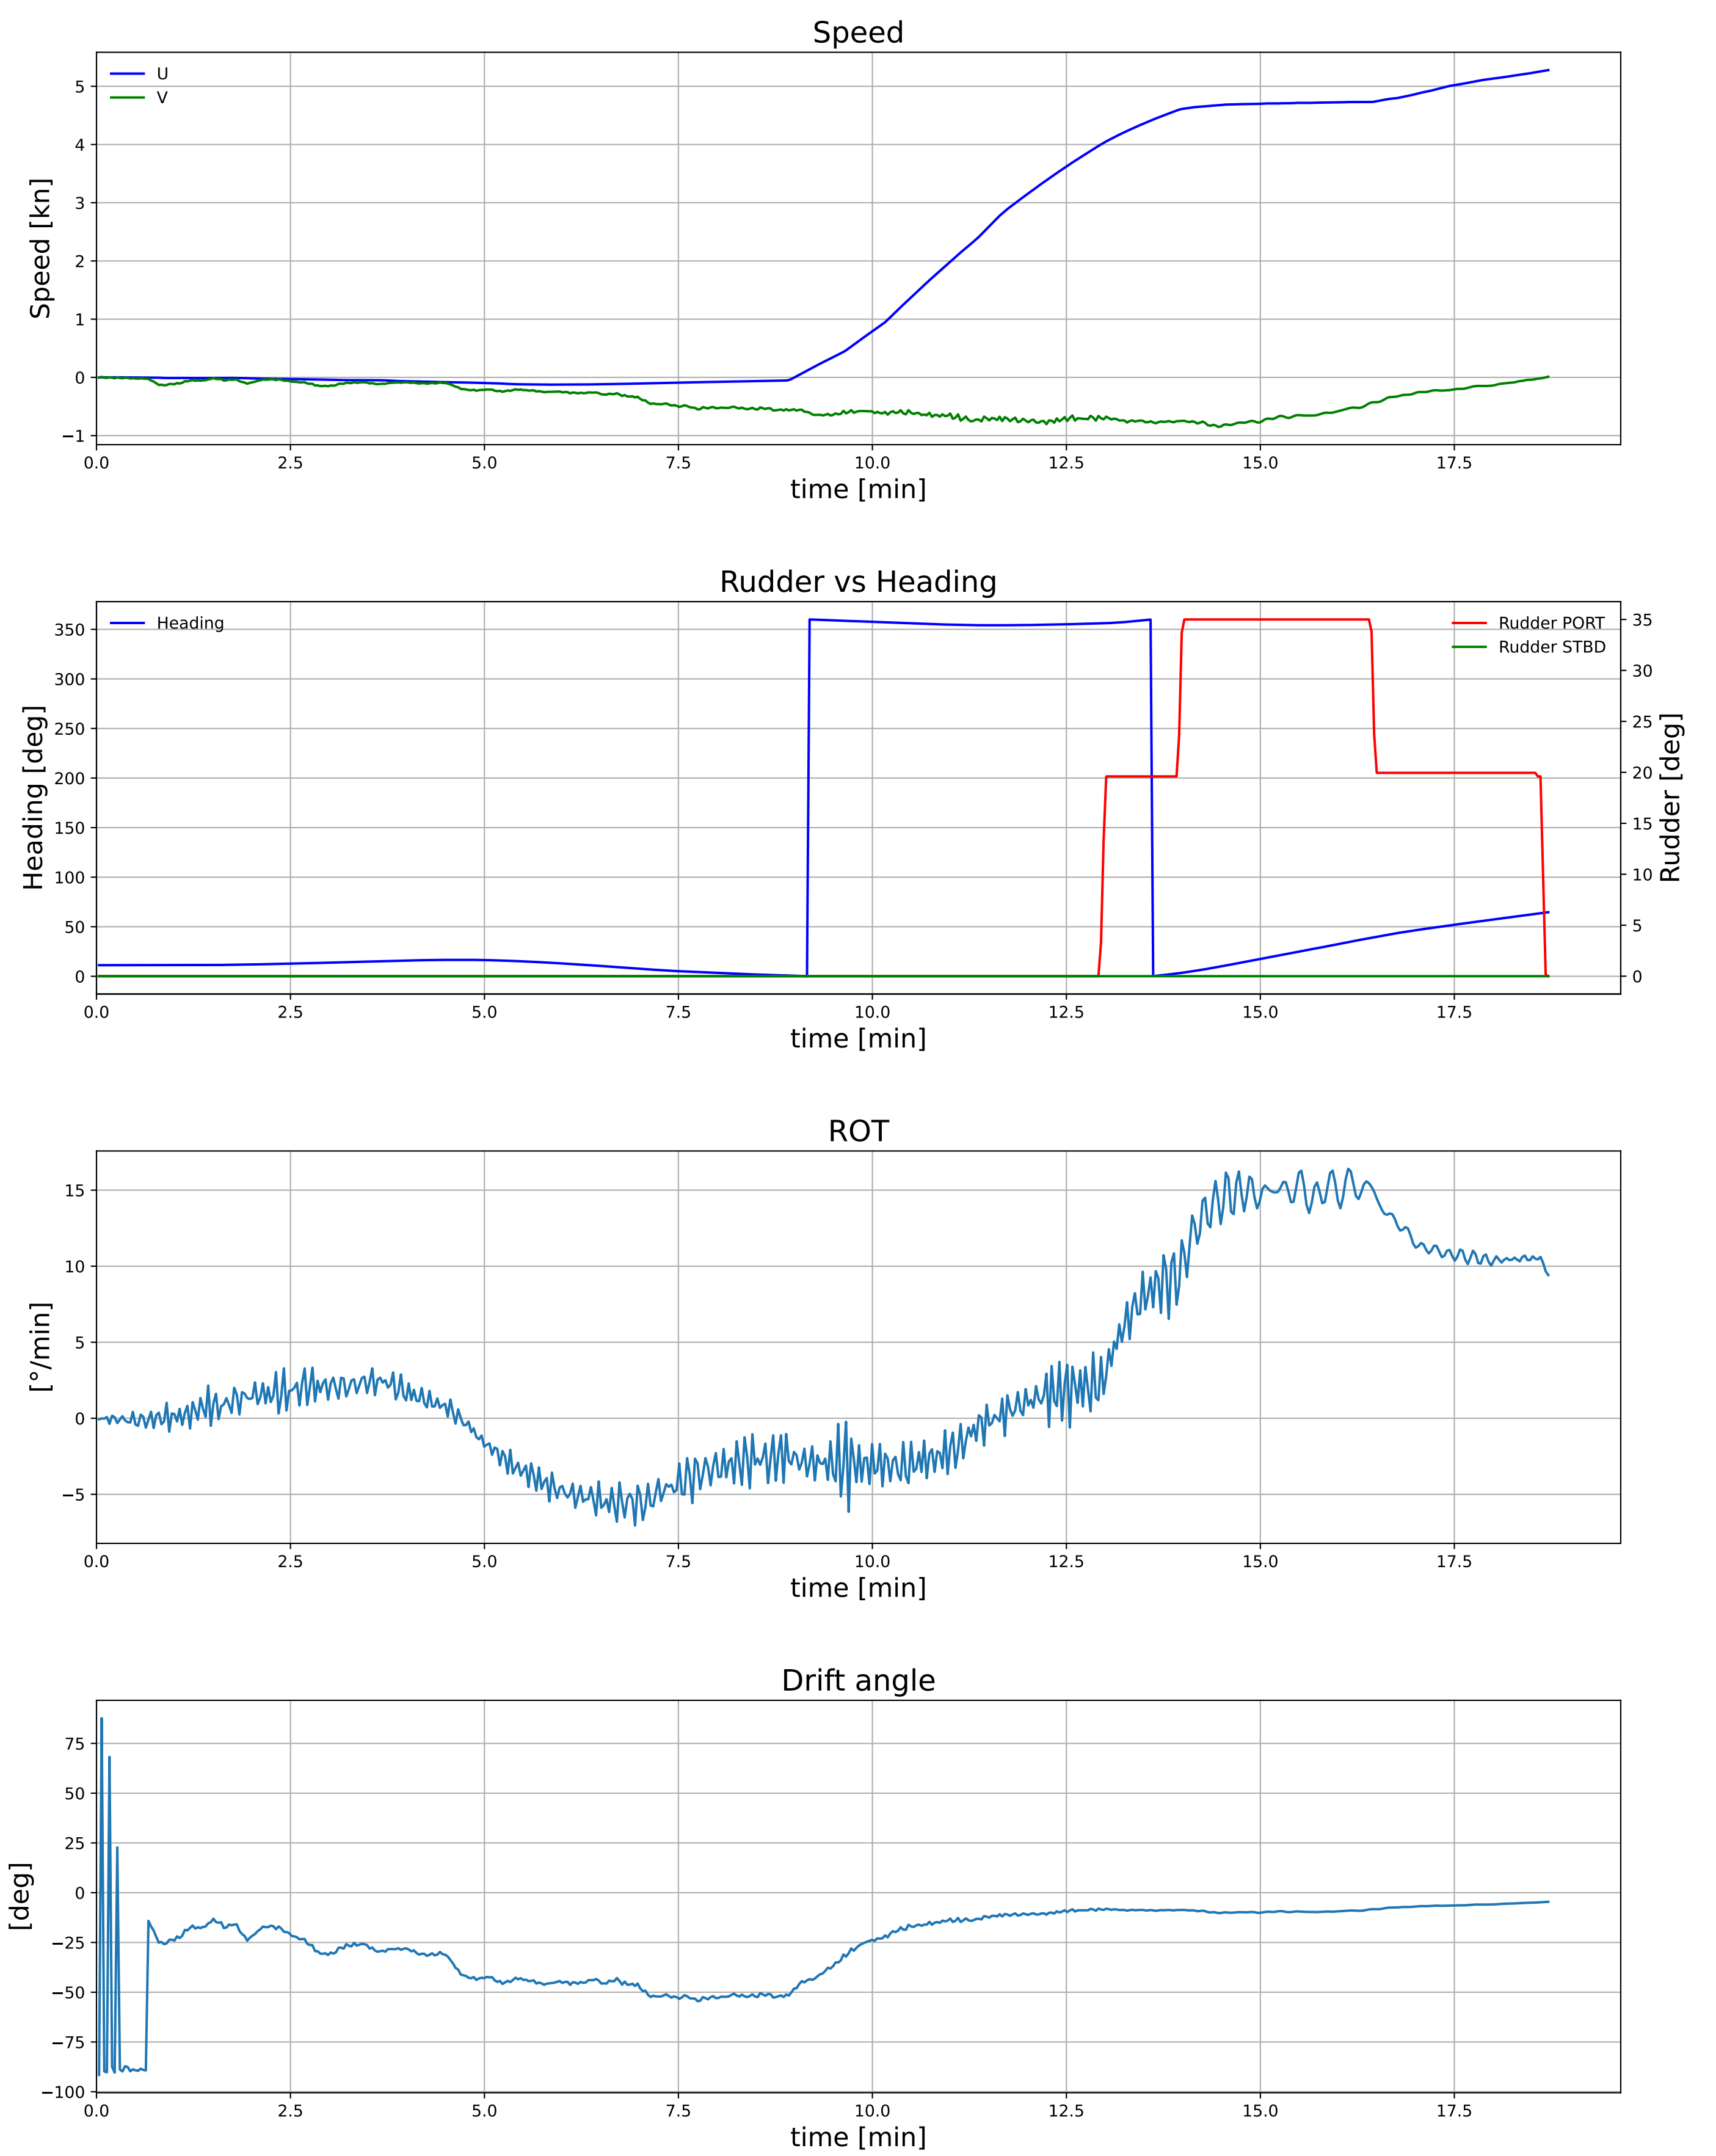 Speed
U
V
5
4
3
2
1
0
−1
Speed [kn]
0.0 2.5 5.0 7.5 10.0 12.5 15.0 17.5
time [min]
Rudder vs Heading
Heading
Rudder PORT
Rudder STBD
350
300
250
200
150
100
50
0
Heading [deg]
35
30
25
20
15
10
5
0
Rudder [deg]
0.0 2.5 5.0 7.5 10.0 12.5 15.0 17.5
time [min]
ROT
15
10
5
0
−5
[°/min]
0.0 2.5 5.0 7.5 10.0 12.5 15.0 17.5
time [min]
Drift angle
75
50
25
0
−25
−50
−75
−100
[deg]
0.0 2.5 5.0 7.5 10.0 12.5 15.0 17.5
time [min]